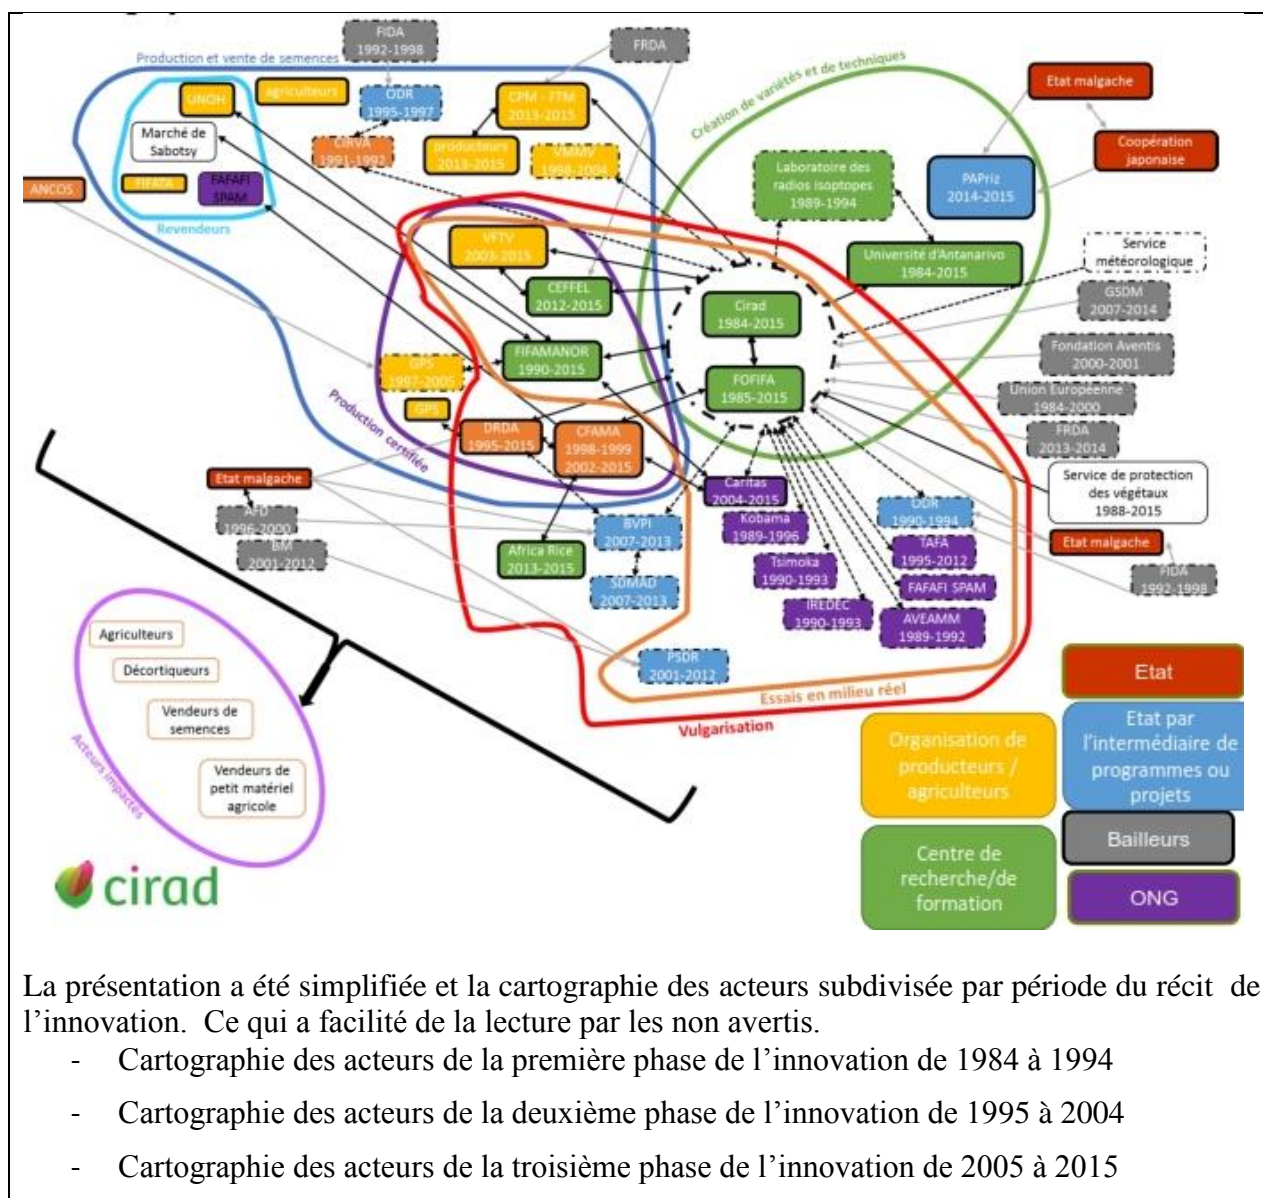 FIDA
1992-1998
FRDA
Production et vente de semences
Création de variétés et de techniques
UNOH
agriculteurs
ODR
1995-1997
CPM - FTM
2013-2015
Etat malgache
Marché de
Sabotsy
CIRVA
1991-1992
producteurs
2013-2015
VMMV
1998-2004
Laboratoire des
radios isoptopes
1989-1994
PAPriz
2014-2015
Coopération
japonaise
ANCOS
FIFATA
FAFAFI
SPAM
Revendeurs
VFTV
2003-2015
Université d'Antanarivo
1984-2015
Service
météorologique
CEFFEL
2012-2015
Cirad
1984-2015
GSDM
2007-2014
FIFAMANOR
1990-2015
Fondation Aventis
2000-2001
GPS
1997-2005
FOFIFA
1985-2015
Union Européenne
1984-2000
GPS
Production certifiée
DRDA
1995-2015
CFAMA
1998-1999
2002-2015
FRDA
2013-2014
Etat malgache
Caritas
2004-2015
Service de protection
des végétaux
1988-2015
AFD
1996-2000
BVPI
2007-2013
Kobama
1989-1996
ODR
1990-1994
Etat malgache
BM
2001-2012
Africa Rice
2013-2015
Tsimoka
1990-1993
TAFA
1995-2012
FIDA
1992-1998
SDMAD
2007-2013
IREDEC
1990-1993
FAFAFI SPAM
AVEAMM
1989-1992
Agriculteurs
Décortiqueurs
PSDR
2001-2012
Essais en milieu réel
Vulgarisation
Vendeurs de
semences
Vendeurs de
petit matériel
agricole
Acteurs impactés
cirad
Etat
Organisation de
producteurs /
agriculteurs
Etat par
l'intermédiaire de
programmes ou
projets
Centre de
recherche/de
formation
Bailleurs
ONG
La présentation a été simplifiée et la cartographie des acteurs subdivisée par période du récit de
l'innovation. Ce qui a facilité de la lecture par les non avertis.
- Cartographie des acteurs de la première phase de l'innovation de 1984 à 1994
- Cartographie des acteurs de la deuxième phase de l'innovation de 1995 à 2004
- Cartographie des acteurs de la troisième phase de l'innovation de 2005 à 2015